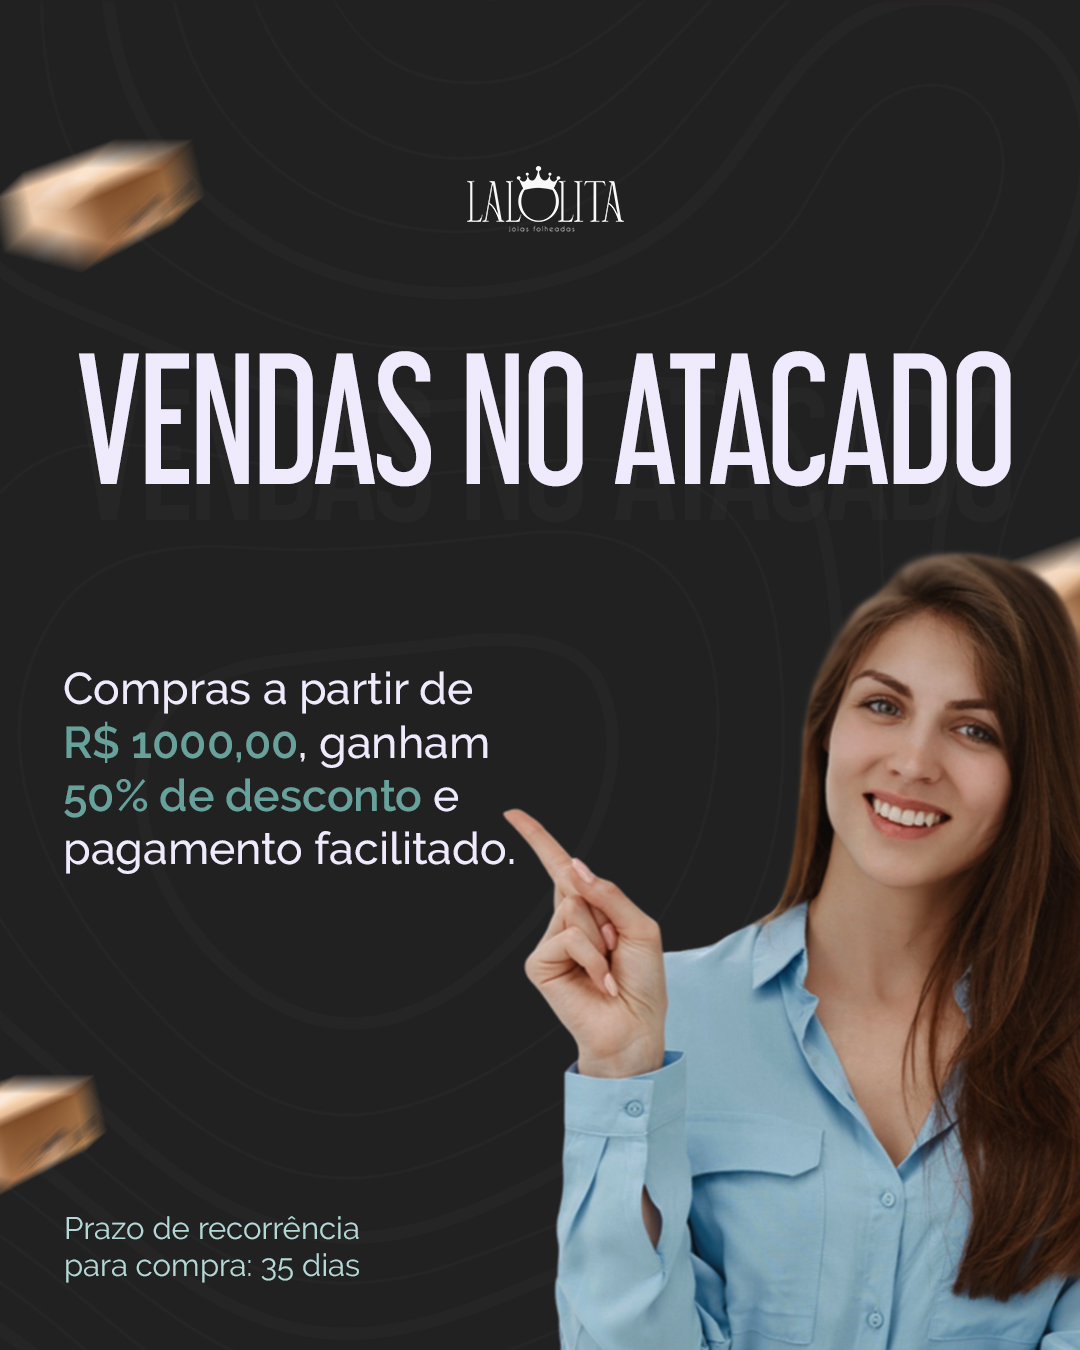 LALOLITA
joias folheadas
VENDAS NO ATACADO
Compras a partir de
R$ 1000,00, ganham
50% de desconto e
pagamento facilitado.
Prazo de recorrência
para compra: 35 dias